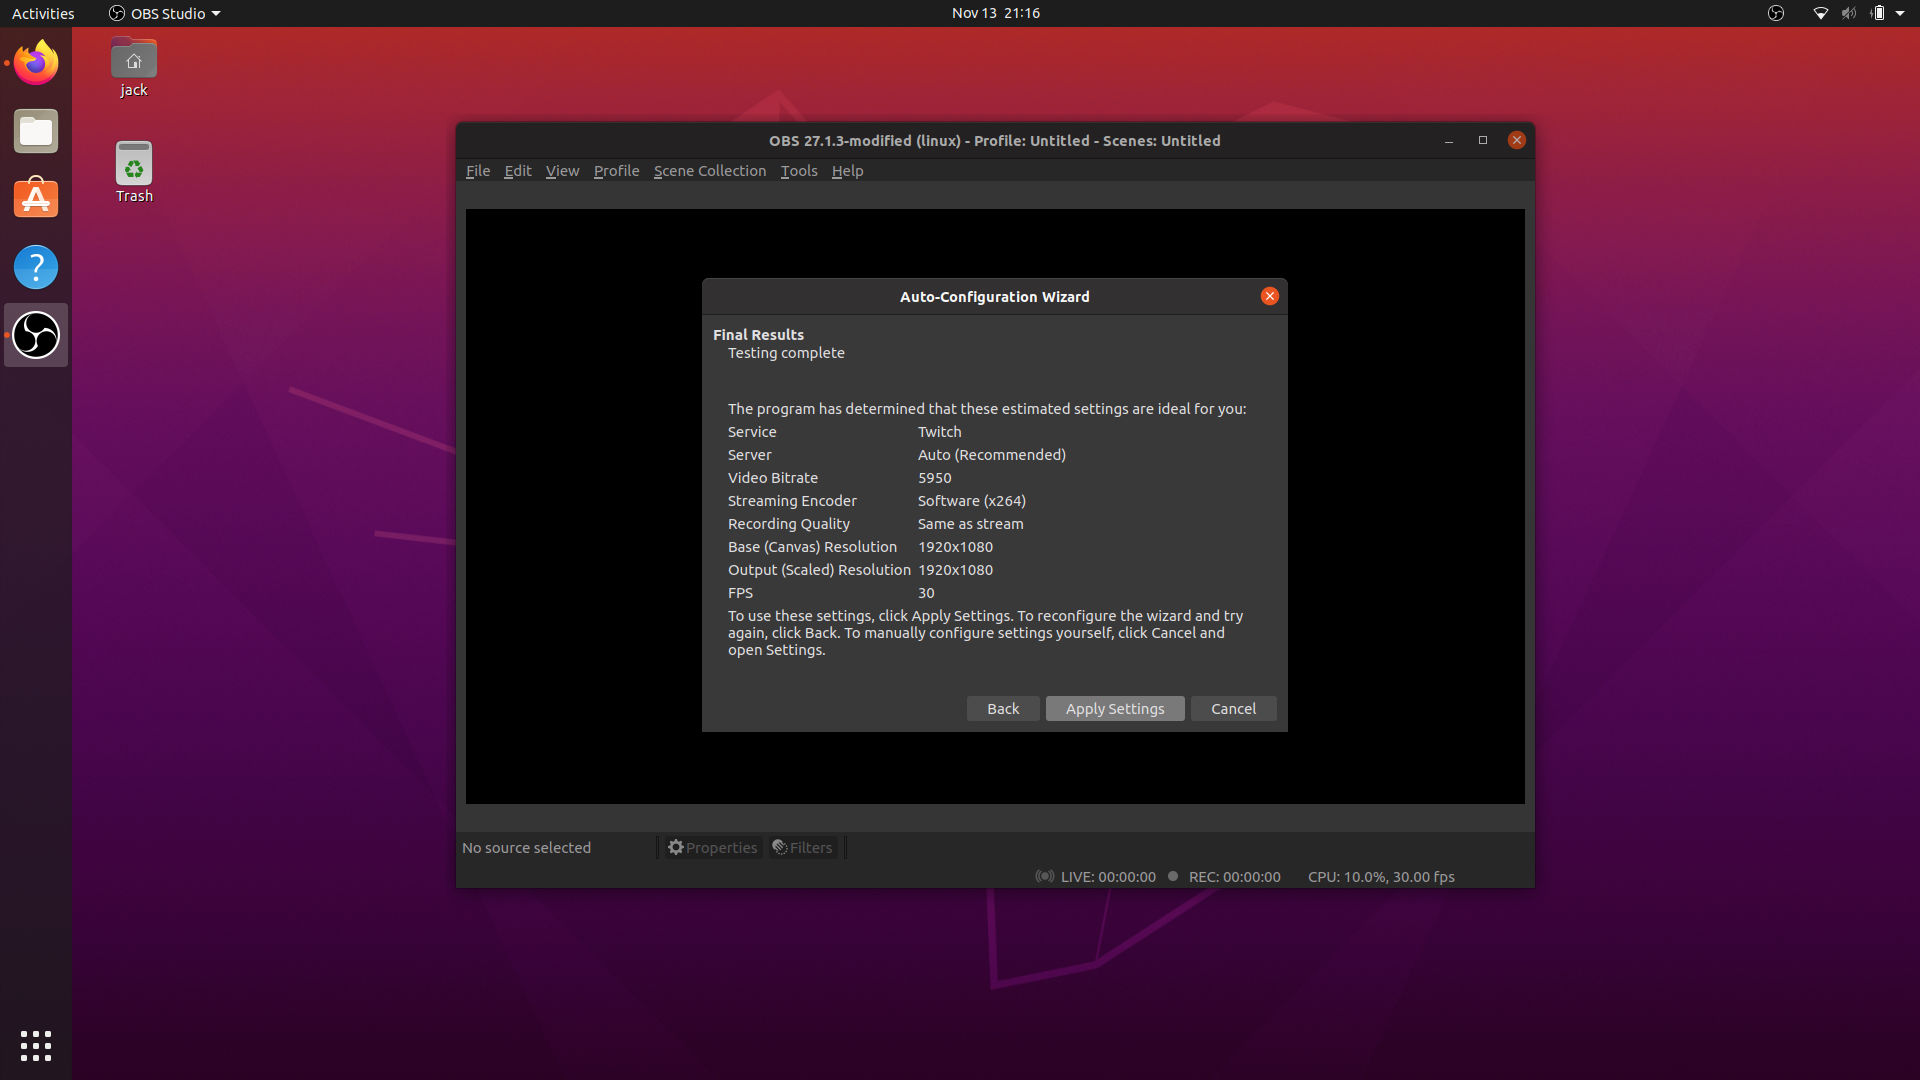 Activities
OBS Studio
Nov 13 21:16
jack
Trash
OBS 27.1.3-modified (linux) - Profile: Untitled - Scenes: Untitled
File Edit View Profile Scene Collection Tools Help
Auto-Configuration Wizard
Final Results
Testing complete
The program has determined that these estimated settings are ideal for you:
Service Twitch
Server Auto (Recommended)
Video Bitrate 5950
Streaming Encoder Software (x264)
Recording Quality Same as stream
Base (Canvas) Resolution 1920x1080
Output (Scaled) Resolution 1920x1080
FPS 30
To use these settings, click Apply Settings. To reconfigure the wizard and try
again, click Back. To manually configure settings yourself, click Cancel and
open Settings.
Back Apply Settings Cancel
No source selected Properties Filters
LIVE: 00:00:00 REC: 00:00:00 CPU: 10.0%, 30.00 fps